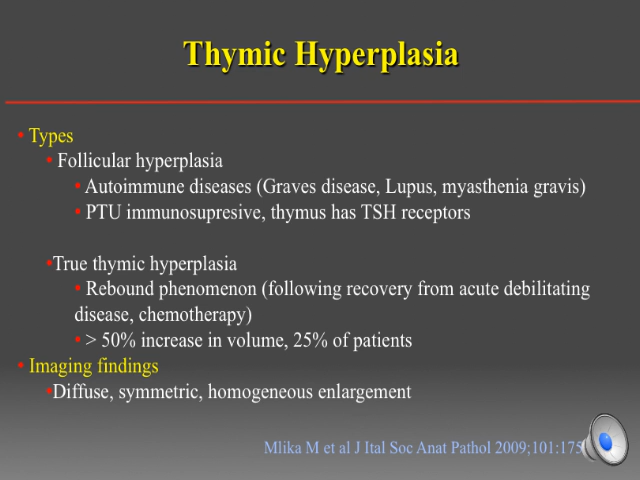 Thymic Hyperplasia
• Types
• Follicular hyperplasia
• Autoimmune diseases (Graves disease, Lupus, myasthenia gravis)
• PTU immunosupresive, thymus has TSH receptors
•True thymic hyperplasia
• Rebound phenomenon (following recovery from acute debilitating
disease, chemotherapy)
• > 50% increase in volume, 25% of patients
• Imaging findings
•Diffuse, symmetric, homogeneous enlargement
Mlika M et al J Ital Soc Anat Pathol 2009;101:175